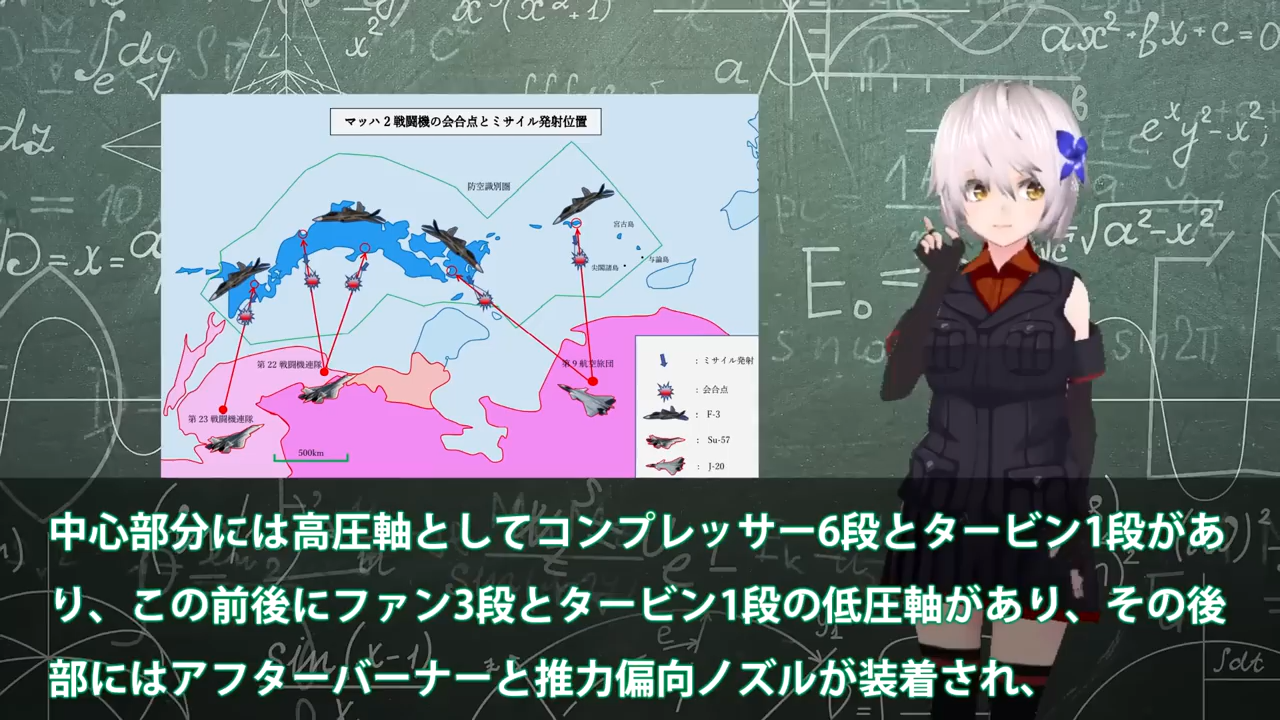 マッハ2戦闘機の会合点とミサイル発射位置
防空識別圏
宮古島
与論島
尖閣諸島
第22戦闘機連隊
第9航空旅団
第23戦闘機連隊
500km
：ミサイル発射
：会合点
：F-3
：Su-57
：J-20
中心部分には高圧軸としてコンプレッサー6段とタービン1段があ
り、この前後にファン3段とタービン1段の低圧軸があり、その後
部にはアフターバーナーと推力偏向ノズルが装着され、